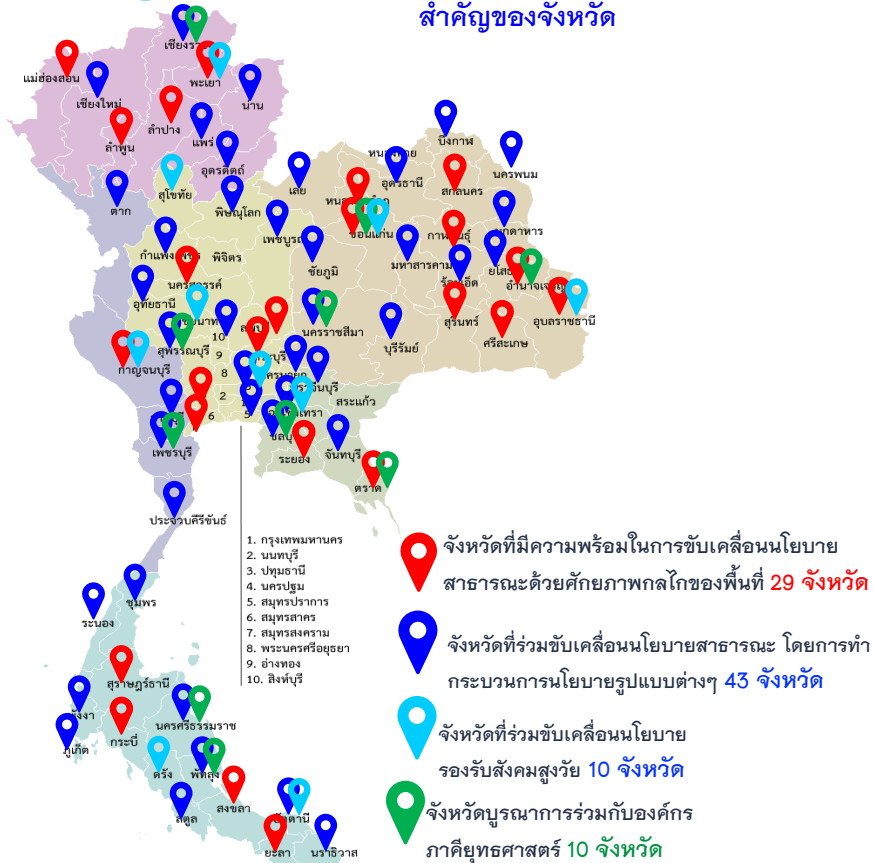 สำคัญของจังหวัด
แม่ฮ่องสอน
เชียงใหม่
พะเยา
น่าน
ลำปาง
ลำพูน
แพร่
อุตรดิตถ์
สุโขทัย
ตาก
พิษณุโลก
เลย
อุดรธานี
บึงกาฬ
นครพนม
สกลนคร
ขอนแก่น
เพชรบูรณ์
กำแพงเพชร
พิจิตร
ชัยภูมิ
มหาสารคาม
ร้อยเอ็ด
อำนาจเจริญ
นครสวรรค์
อุทัยธานี
สุพรรณบุรี
กาญจนบุรี
นครราชสีมา
บุรีรัมย์
สุรินทร์
ศรีสะเกษ
อุบลราชธานี
10
9
8
2
6
5
สระแก้ว
ระยอง
จันทบุรี
ตราด
เพชรบุรี
ประจวบคีรีขันธ์
ชุมพร
ระนอง
สุราษฎร์ธานี
นครศรีธรรมราช
กระบี่
ภูเก็ต
ตรัง
พัทลุง
สงขลา
สตูล
ยะลา
นราธิวาส
1. กรุงเทพมหานคร
2. นนทบุรี
3. ปทุมธานี
4. นครปฐม
5. สมุทรปราการ
6. สมุทรสาคร
7. สมุทรสงคราม
8. พระนครศรีอยุธยา
9. อ่างทอง
10. สิงห์บุรี
จังหวัดที่มีความพร้อมในการขับเคลื่อนนโยบาย
สาธารณะด้วยศักยภาพกลไกของพื้นที่ 29 จังหวัด
จังหวัดที่ร่วมขับเคลื่อนนโยบายสาธารณะ โดยการทำ
กระบวนการนโยบายรูปแบบต่างๆ 43 จังหวัด
จังหวัดที่ร่วมขับเคลื่อนนโยบาย
รองรับสังคมสูงวัย 10 จังหวัด
จังหวัดบูรณาการร่วมกับองค์กร
ภาคียุทธศาสตร์ 10 จังหวัด